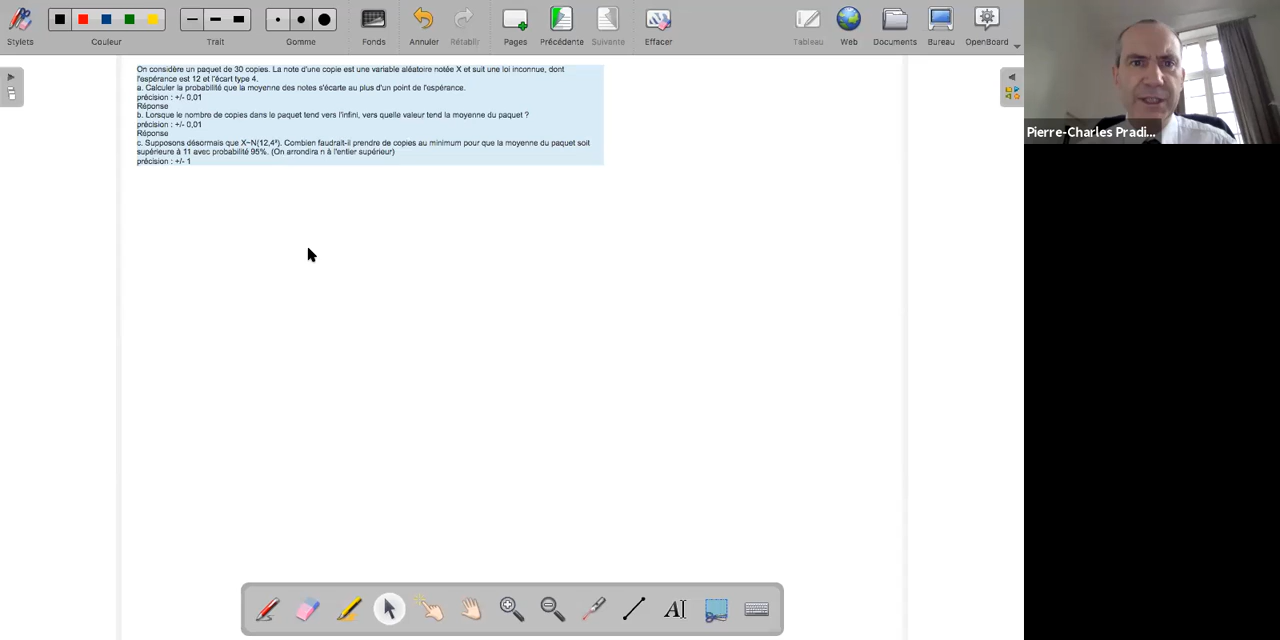 Stylets
Couleur
Trait
Gomme
Fonds
Annuler
Rétablir
Pages
Précédente
Suivante
Effacer
Tableau
Web
Documents
Bureau
OpenBoard
On considère un paquet de 30 copies. La note d'une copie est une variable aléatoire notée X et suit une loi inconnue, dont
l'espérance est 12 et l'écart type 4.
a. Calculer la probabilité que la moyenne des notes s'écarte au plus d'un point de l'espérance.
précision : +/- 0,01
Réponse
b. Lorsque le nombre de copies dans le paquet tend vers l'infini, vers quelle valeur tend la moyenne du paquet ?
précision : +/- 0,01
Réponse
c. Supposons désormais que X~N(12,4²). Combien faudrait-il prendre de copies au minimum pour que la moyenne du paquet soit
supérieure à 11 avec probabilité 95%. (On arrondira n à l'entier supérieur)
précision : +/- 1
Pierre-Charles Pradi...
A